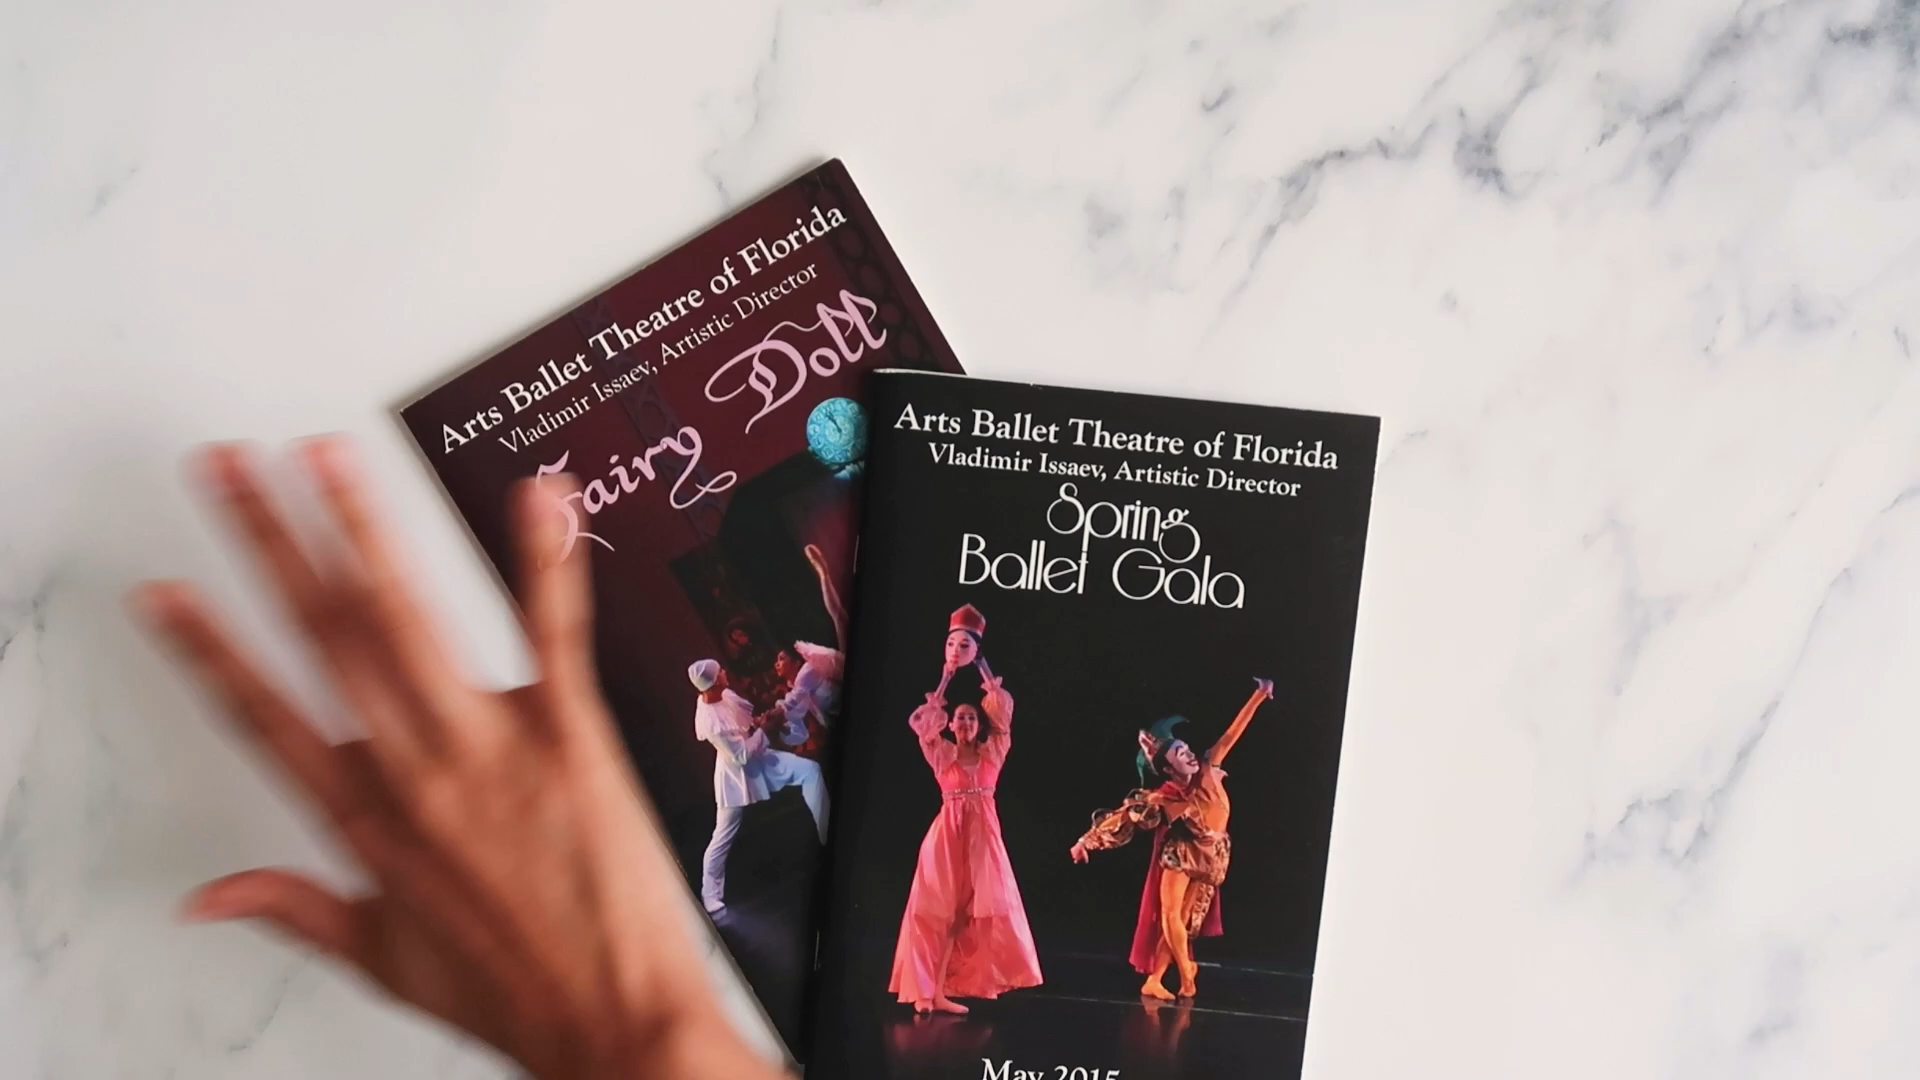 Arts Ballet Theatre of Florida
Vladimir Issaev, Artistic Director
Fairy Doll
Arts Ballet Theatre of Florida
Vladimir Issaev, Artistic Director
Spring
Ballet Gala
May 2015